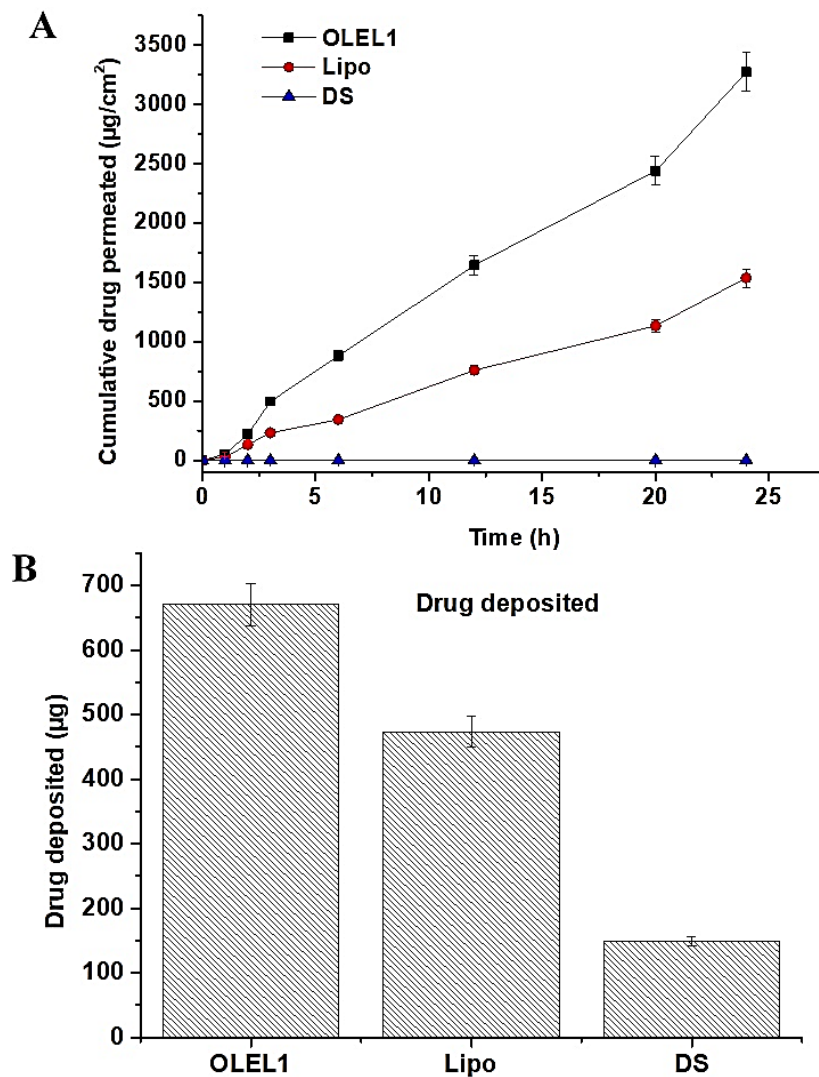 A
OLEL1
Lipo
DS
Cumulative drug permeated (µg/cm²)
3500
3000
2500
2000
1500
1000
500
0
0 5 10 15 20 25
Time (h)
B
Drug deposited
Drug deposited (µg)
700
600
500
400
300
200
100
0
OLEL1 Lipo DS